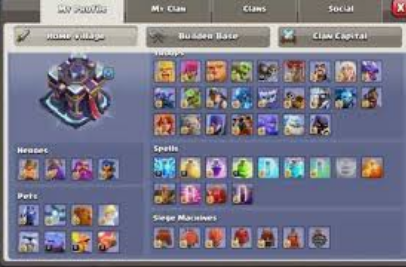 My Profile
My Clan
Clans
Social
X
Home Village
Builder Base
Clan Capital
Troops
Heroes
Spells
Pets
Siege Machines